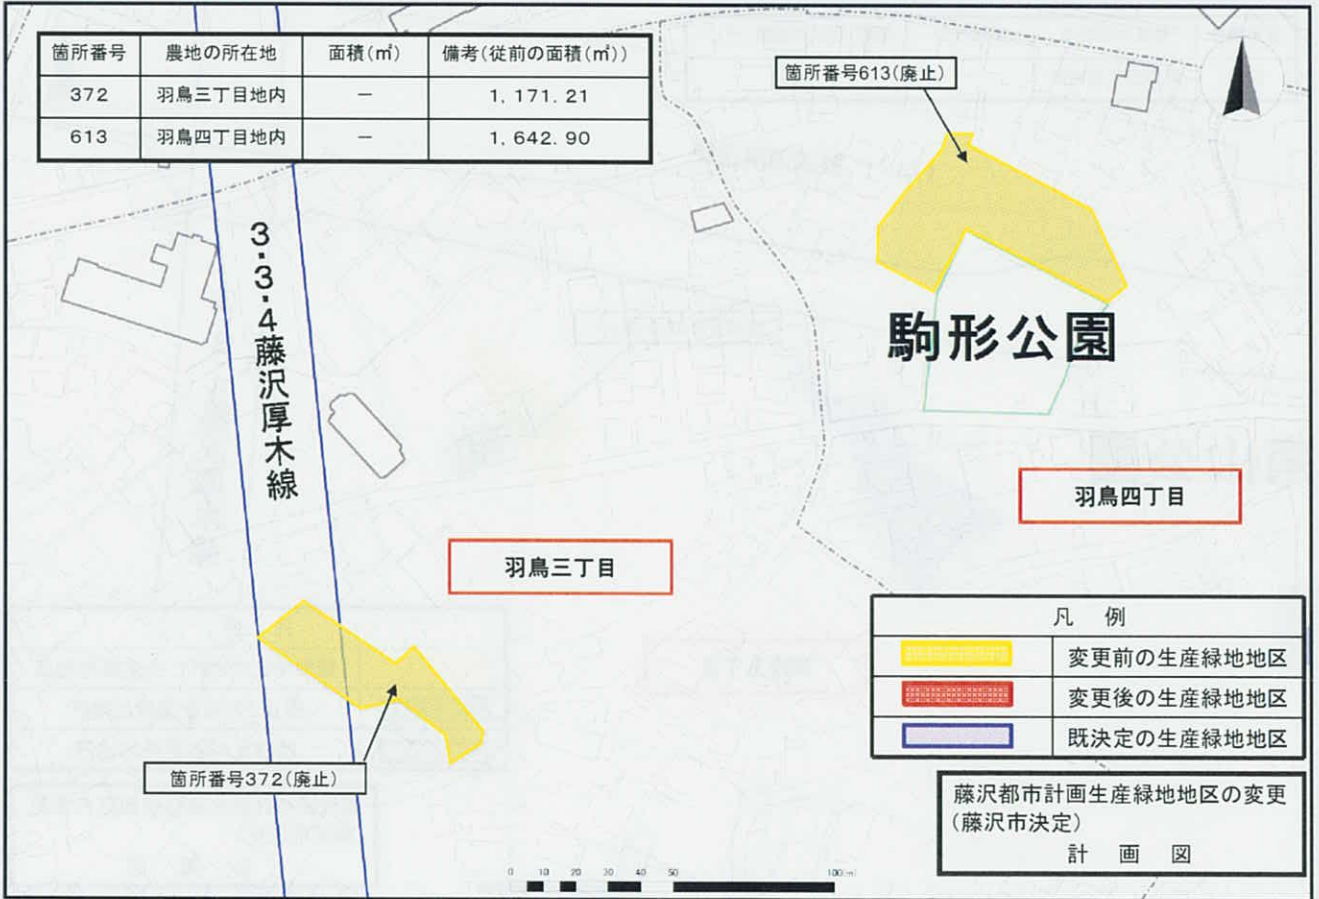 箇所番号 農地の所在地 面積(㎡) 備考(従前の面積(㎡))
372 羽鳥三丁目地内 － 1,171.21
613 羽鳥四丁目地内 － 1,642.90
箇所番号613(廃止)
3・3・4藤沢厚木線
駒形公園
羽鳥四丁目
羽鳥三丁目
箇所番号372(廃止)
凡 例
変更前の生産緑地地区
変更後の生産緑地地区
既決定の生産緑地地区
藤沢都市計画生産緑地地区の変更
(藤沢市決定)
計 画 図
0 10 20 30 40 50 100(m)